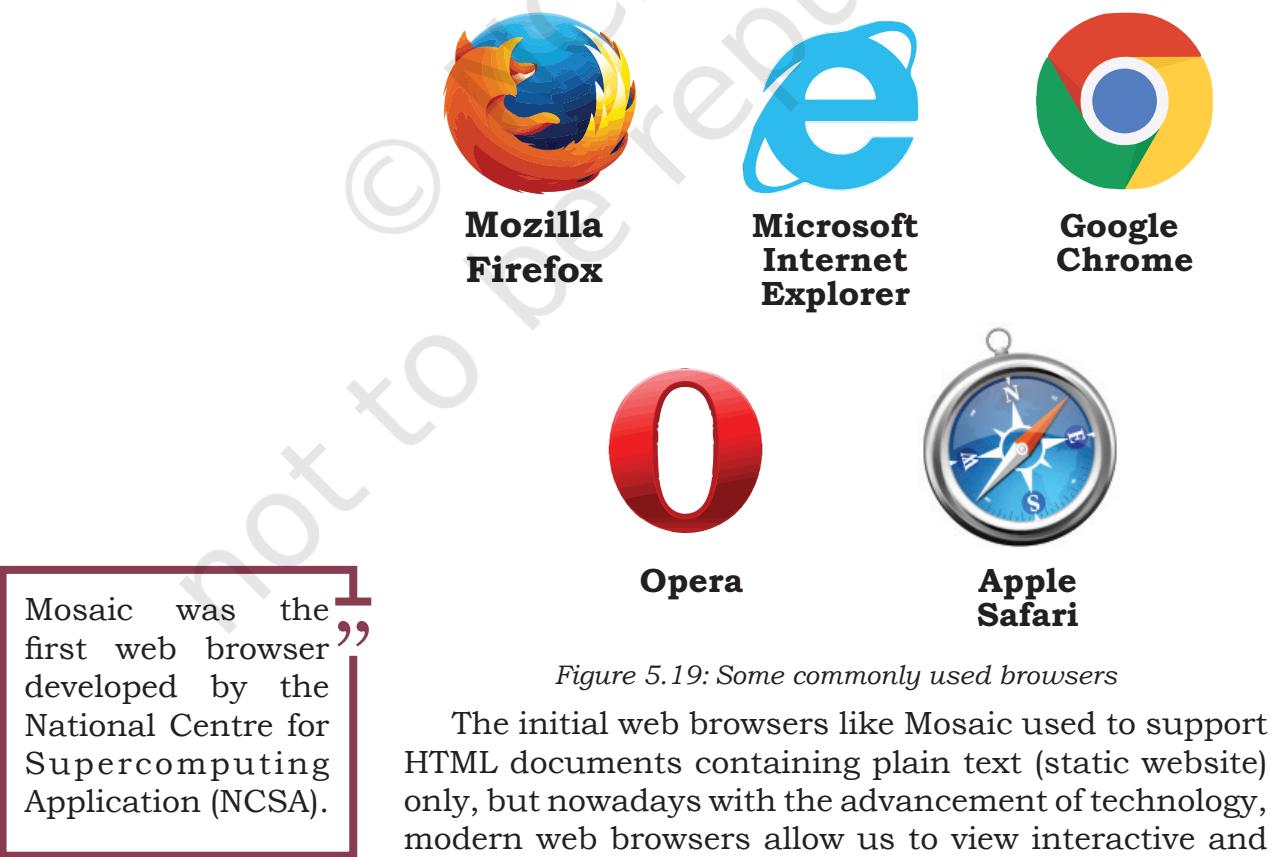 © 
not to be repu
Mozilla
Firefox
Microsoft
Internet
Explorer
Google
Chrome
Opera
Apple
Safari
N
E
S
W
Figure 5.19: Some commonly used browsers
Mosaic was the
first web browser
developed by the
National Centre for
Supercomputing
Application (NCSA).
”
The initial web browsers like Mosaic used to support
HTML documents containing plain text (static website)
only, but nowadays with the advancement of technology,
modern web browsers allow us to view interactive and